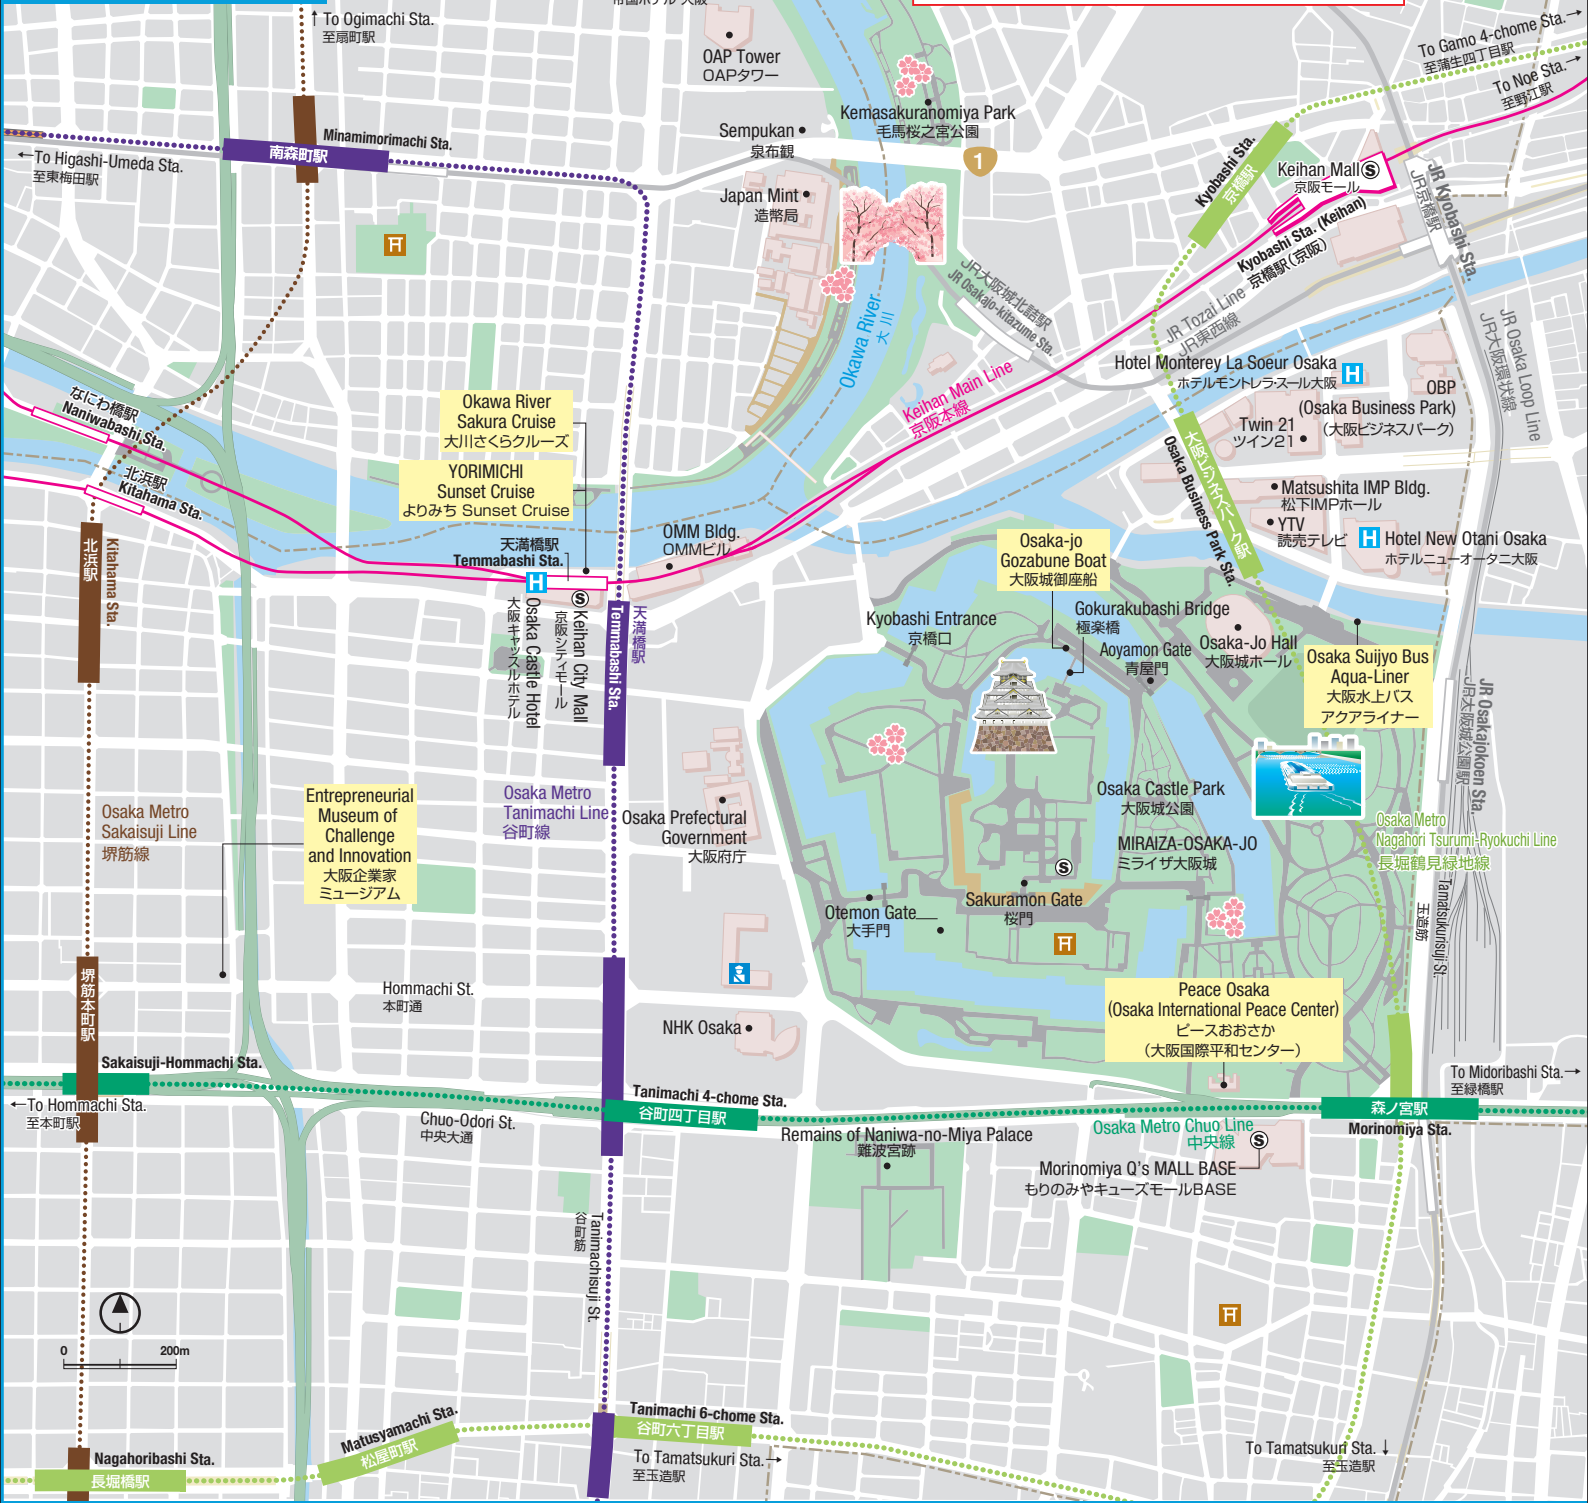 To Ogimachi Sta.
至扇町駅
OAP Tower
OAPタワー
To Gamo 4-chome Sta.
至蒲生四丁目駅
To Noe Sta.
至野江駅
Kemasakuranomiya Park
毛馬桜之宮公園
Sempukan
泉布観
1
Minamimorimachi Sta.
南森町駅
To Higashi-Umeda Sta.
至東梅田駅
Japan Mint
造幣局
Kyobashi Sta.
京橋駅
Keihan Mall S
京阪モール
Kyobashi Sta. (Keihan)
京橋駅(京阪)
JR Kyobashi Sta.
JR京橋駅
JR大阪城北詰駅
JR Osakajo-kitazume Sta.
Okawa River
大川
JR Tozai Line
JR東西線
JR Osaka Loop Line
JR大阪環状線
Keihan Main Line
京阪本線
Hotel Monterey La Soeur Osaka H
ホテルモントレラ・スール大阪
OBP
(Osaka Business Park)
(大阪ビジネスパーク)
Twin 21
ツイン21
大阪ビジネスパーク駅
Osaka Business Park Sta.
Matsushita IMP Bldg.
松下IMPホール
YTV
読売テレビ
H Hotel New Otani Osaka
ホテルニューオータニ大阪
なにわ橋駅
Naniwabashi Sta.
北浜駅
Kitahama Sta.
Okawa River
Sakura Cruise
大川さくらクルーズ
YORIMICHI
Sunset Cruise
よりみち Sunset Cruise
天満橋駅
Temmabashi Sta.
OMM Bldg.
OMMビル
北浜駅
Kitahama Sta.
H
Osaka Castle Hotel
大阪キャッスルホテル
S
Keihan City Mall
京阪シティモール
Temmabashi Sta.
天満橋駅
Osaka-jo
Gozabune Boat
大阪城御座船
Kyobashi Entrance
京橋口
Gokurakubashi Bridge
極楽橋
Aoyamon Gate
青屋門
Osaka-Jo Hall
大阪城ホール
Osaka Suijyo Bus
Aqua-Liner
大阪水上バス
アクアライナー
JR Osakajokoen Sta.
JR大阪城公園駅
Osaka Metro
Sakaisuji Line
堺筋線
Entrepreneurial
Museum of
Challenge
and Innovation
大阪企業家
ミュージアム
Osaka Metro
Tanimachi Line
谷町線
Osaka Prefectural
Government
大阪府庁
Osaka Castle Park
大阪城公園
MIRAIZA-OSAKA-JO
ミライザ大阪城
S
Osaka Metro
Nagahori Tsurumi-Ryokuchi Line
長堀鶴見緑地線
Otemon Gate
大手門
Sakuramon Gate
桜門
Tamatsukurisuji St.
玉造筋
堺筋本町駅
Hommachi St.
本町通
NHK Osaka
Peace Osaka
(Osaka International Peace Center)
ピースおおさか
(大阪国際平和センター)
Sakaisuji-Hommachi Sta.
To Hommachi Sta.
至本町駅
Chuo-Odori St.
中央大通
Tanimachi 4-chome Sta.
谷町四丁目駅
To Midoribashi Sta.
至緑橋駅
森ノ宮駅
Morinomiya Sta.
Osaka Metro Chuo Line
中央線
Remains of Naniwa-no-Miya Palace
難波宮跡
S
Morinomiya Q's MALL BASE
もりのみやキューズモールBASE
Tanimachisuji St.
谷町筋
0 200m
Matusyamachi Sta.
松屋町駅
Tanimachi 6-chome Sta.
谷町六丁目駅
To Tamatsukuri Sta.
至玉造駅
To Tamatsukuri Sta.
至玉造駅
Nagahoribashi Sta.
長堀橋駅